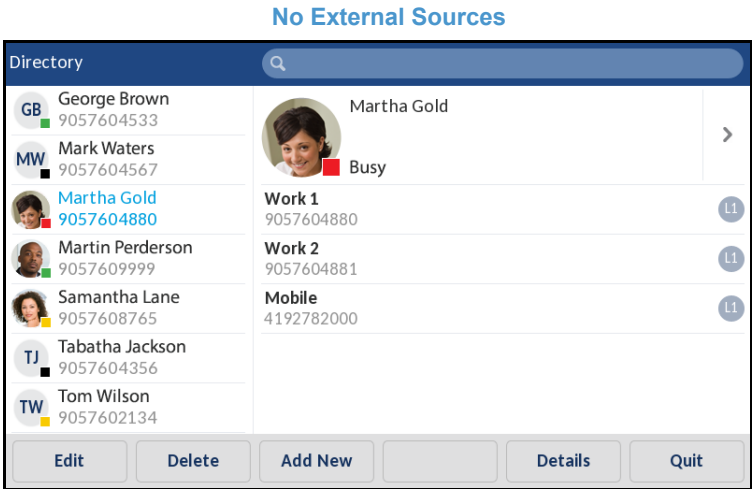 No External Sources
Directory
GB
George Brown
9057604533
MW
Mark Waters
9057604567
Martha Gold
9057604880
Martin Perderson
9057609999
Samantha Lane
9057608765
TJ
Tabatha Jackson
9057604356
TW
Tom Wilson
9057602134
Martha Gold
Busy
Work 1
9057604880
L1
Work 2
9057604881
L1
Mobile
4192782000
L1
Edit
Delete
Add New
Details
Quit